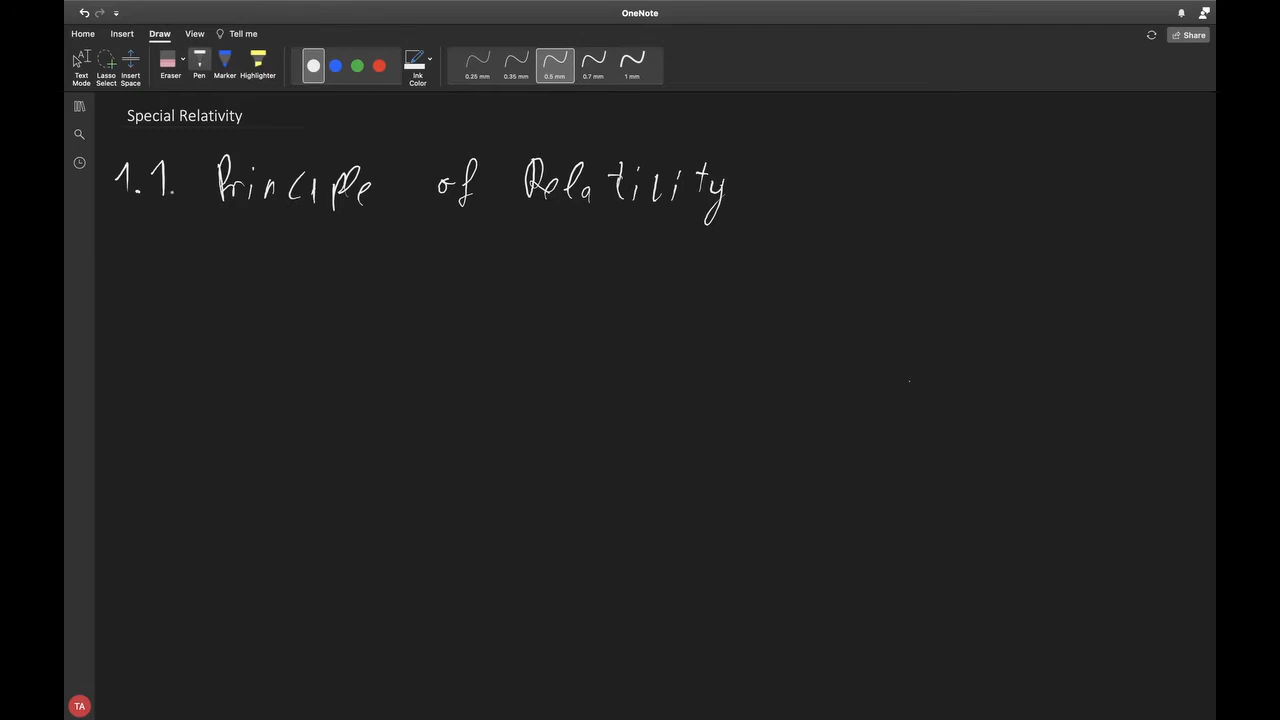 OneNote
Home Insert Draw View Tell me
Share
Text Mode
Lasso Select
Insert Space
Eraser
Pen
Marker
Highlighter
Ink Color
0.25 mm
0.35 mm
0.5 mm
0.7 mm
1 mm
Special Relativity
1.1. Principle of Relativity
TA